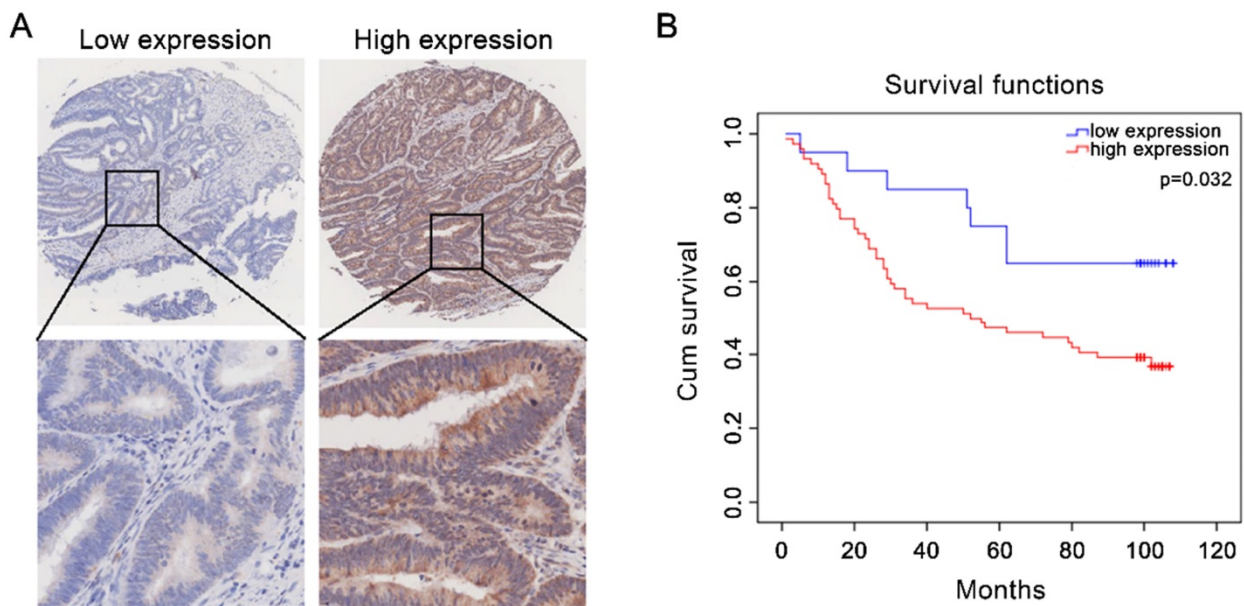 A
Low expression
High expression
B
Survival functions
low expression
high expression
p=0.032
Cum survival
1.0
0.8
0.6
0.4
0.2
0.0
0 20 40 60 80 100 120
Months